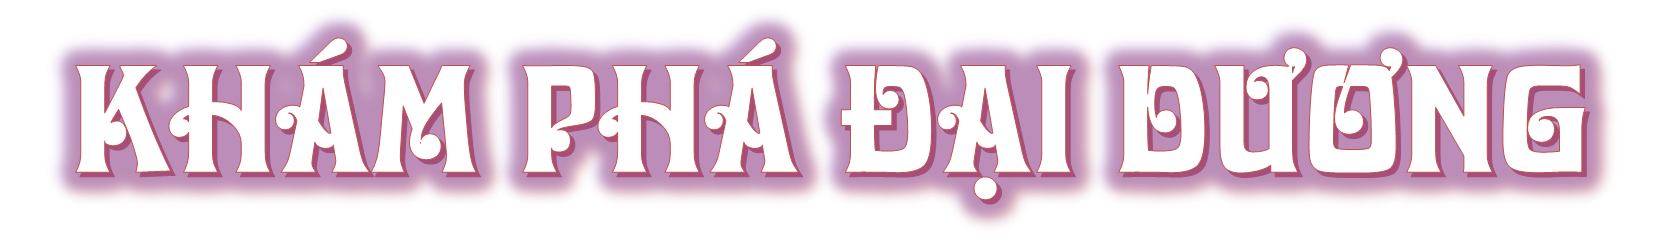 KHÁM PHÁ ĐẠI DƯƠNG